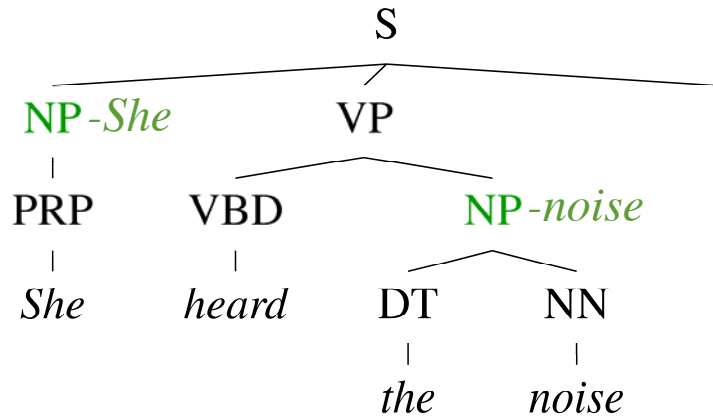 S
NP-She VP
PRP VBD NP-noise
She heard DT NN
the noise